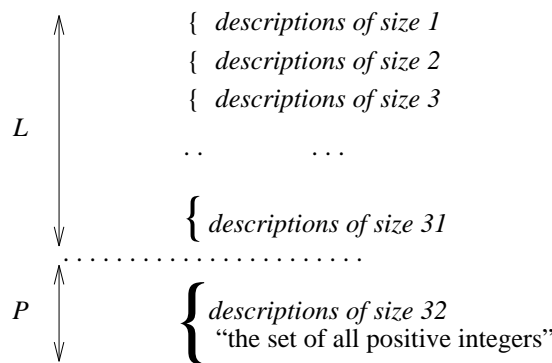 { descriptions of size 1
{ descriptions of size 2
{ descriptions of size 3
L
. . . . .
{ descriptions of size 31
. . . . . . . . . . . . . . . . . . . . . . .
P
{ descriptions of size 32
“the set of all positive integers”